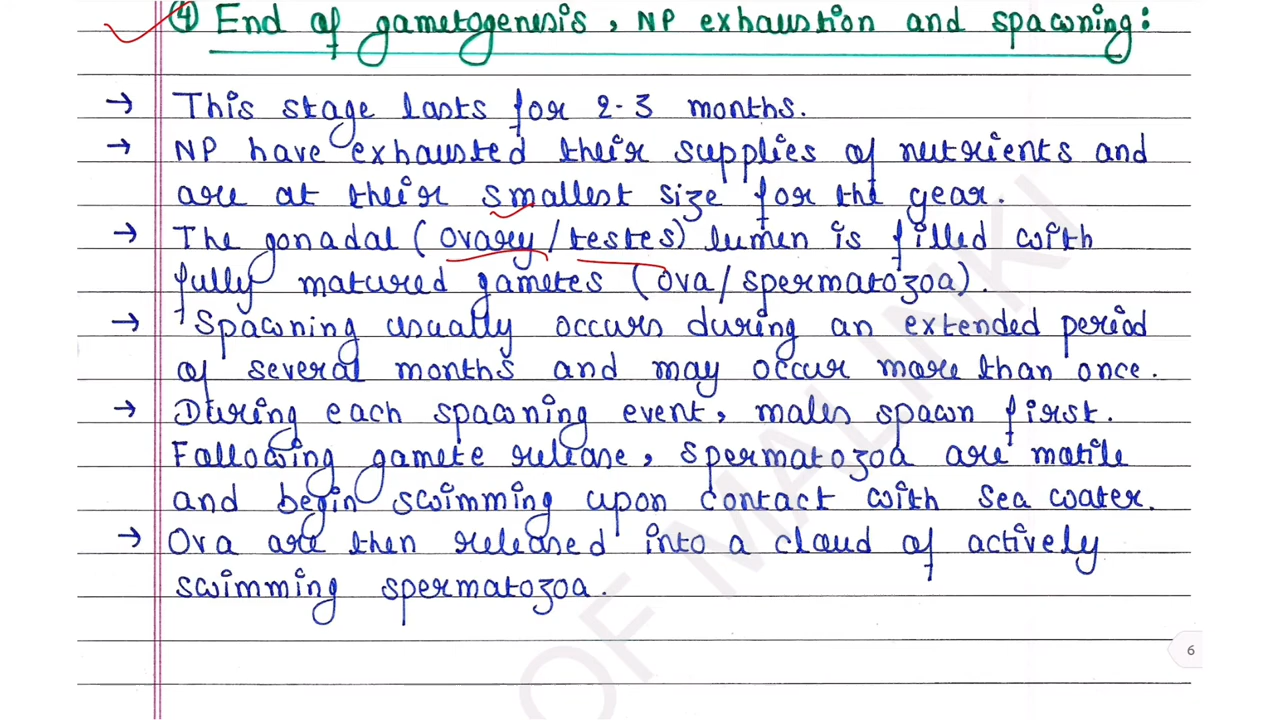 (4) End of gametogenesis, NP exhaustion and spawning:
→ This stage lasts for 2-3 months.
→ NP have exhausted their supplies of nutrients and
are at their smallest size for the year.
→ The gonadal (ovary/testes) lumen is filled with
fully matured gametes (ova/spermatozoa).
→ Spawning usually occurs during an extended period
of several months and may occur more than once.
→ During each spawning event, males spawn first.
Following gamete release, spermatozoa are motile
and begin swimming upon contact with sea water.
→ Ova are then released into a cloud of actively
swimming spermatozoa.
OF MALINKI
6